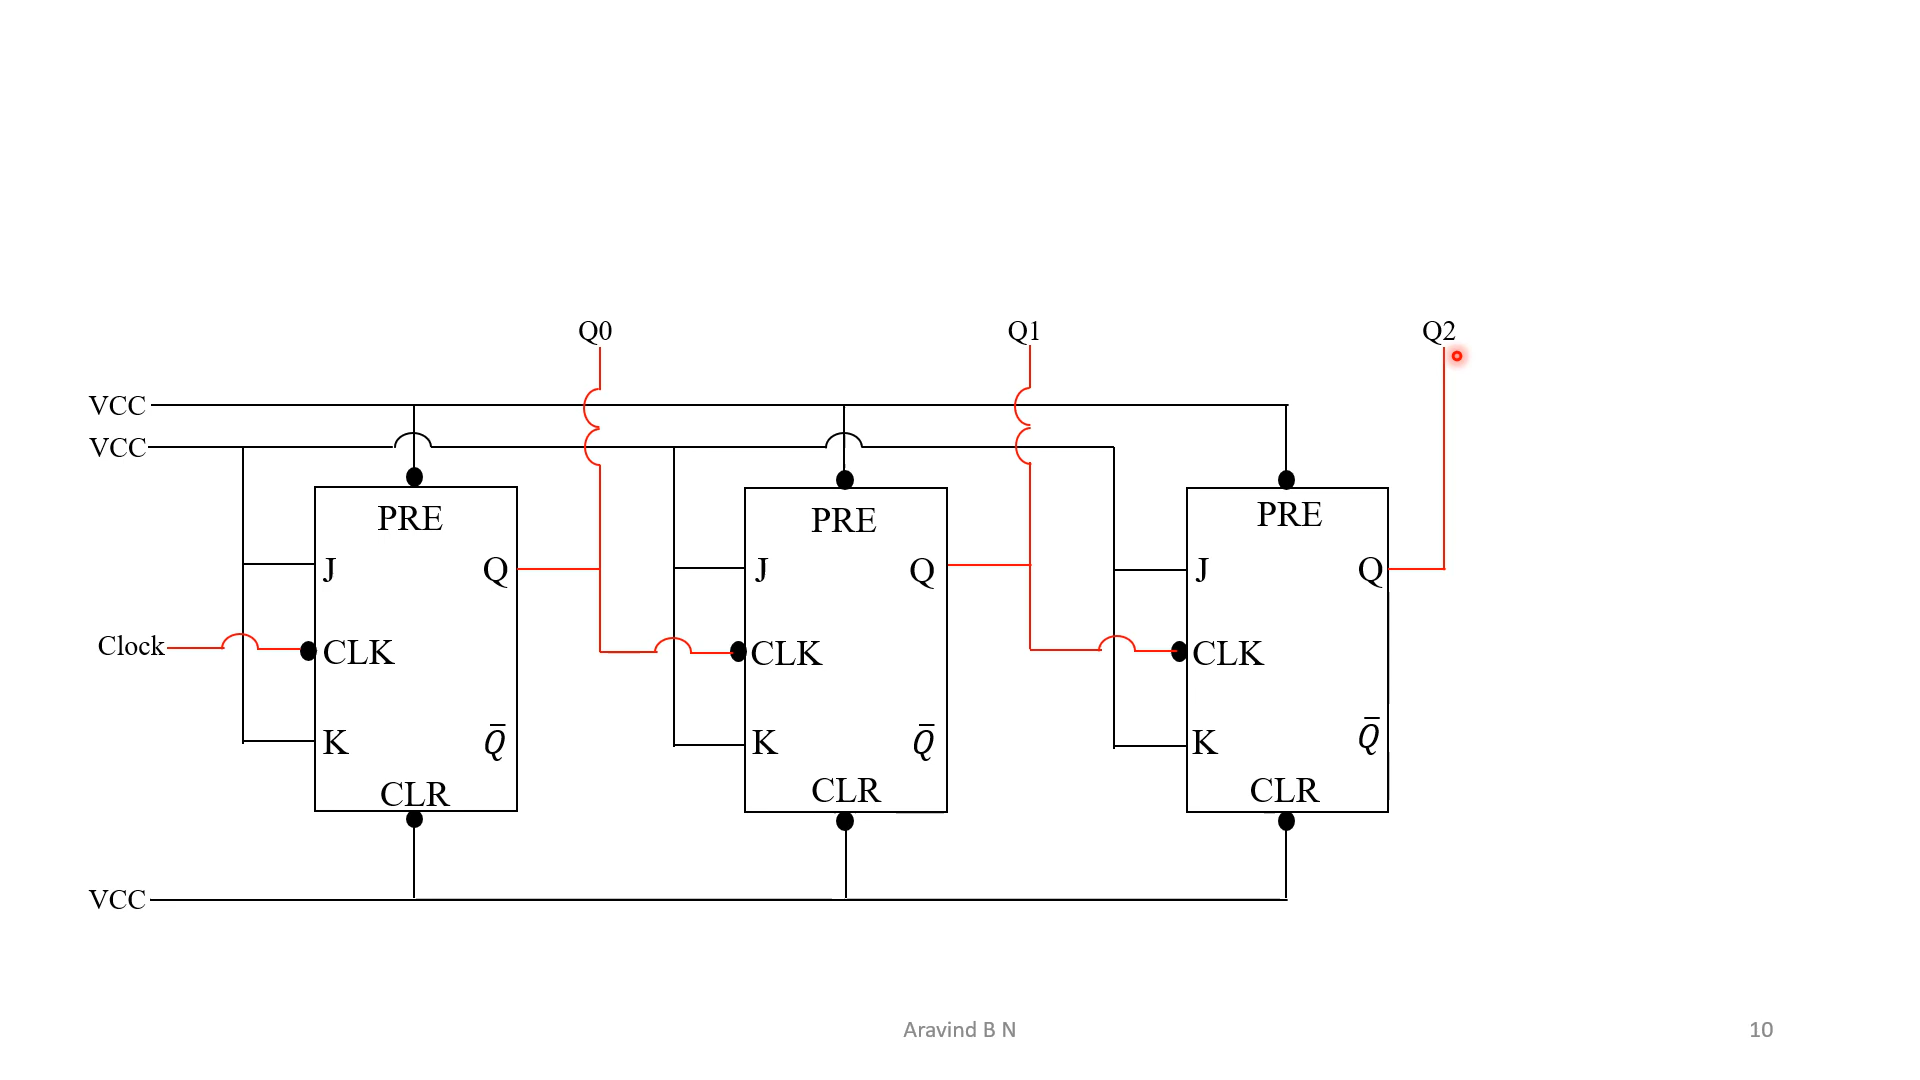 Q0 Q1 Q2
VCC
VCC
PRE PRE PRE
J Q J Q J Q
Clock CLK CLK CLK
K Q̅ K Q̅ K Q̅
CLR CLR CLR
VCC
Aravind B N 10